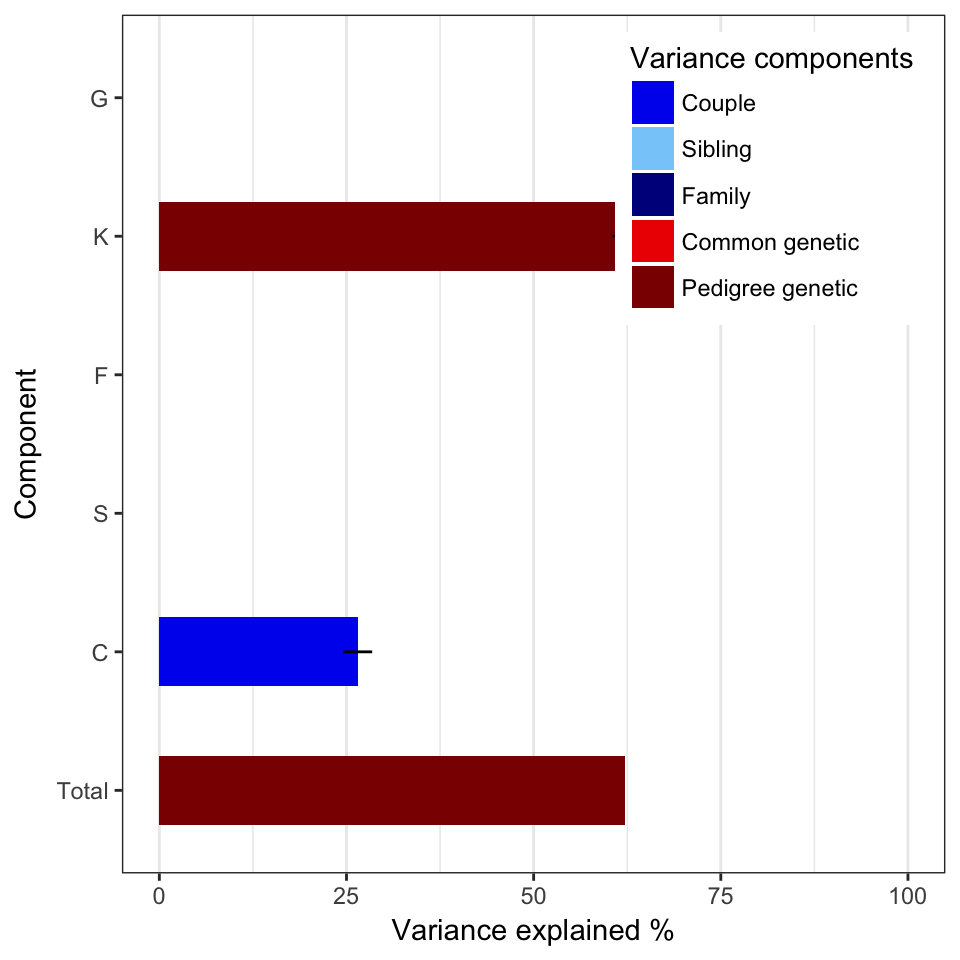 Variance components
Couple
Sibling
Family
Common genetic
Pedigree genetic
Component
G
K
F
S
C
Total
0 25 50 75 100
Variance explained %